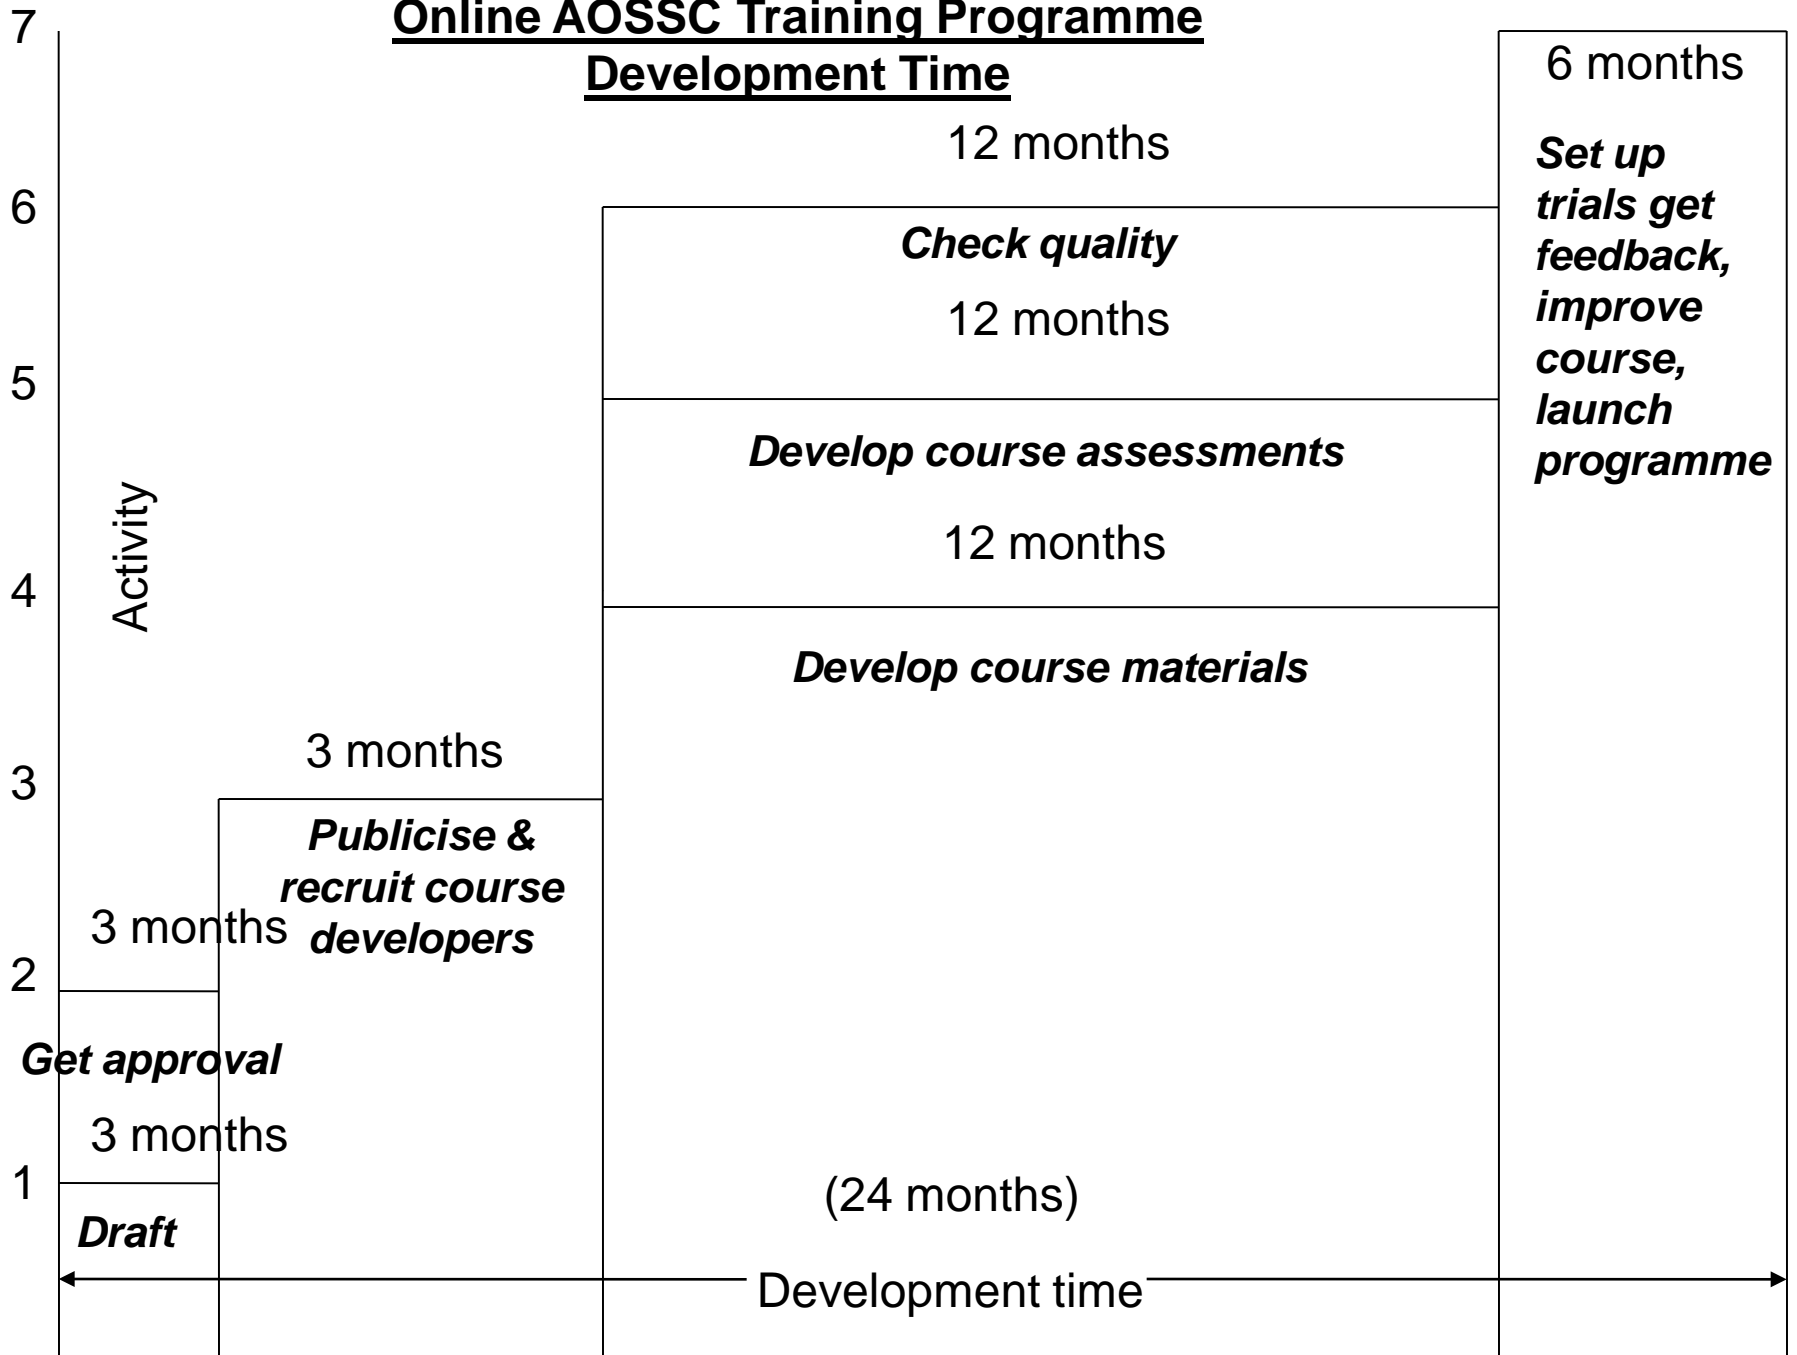 Online AOSSC Training Programme
Development Time
7
6 months
12 months
Set up
trials get
feedback,
improve
course,
launch
programme
6
Check quality
12 months
5
Develop course assessments
Activity
12 months
4
Develop course materials
3 months
3
Publicise &
recruit course
developers
3 months
2
Get approval
3 months
1
(24 months)
Draft
Development time